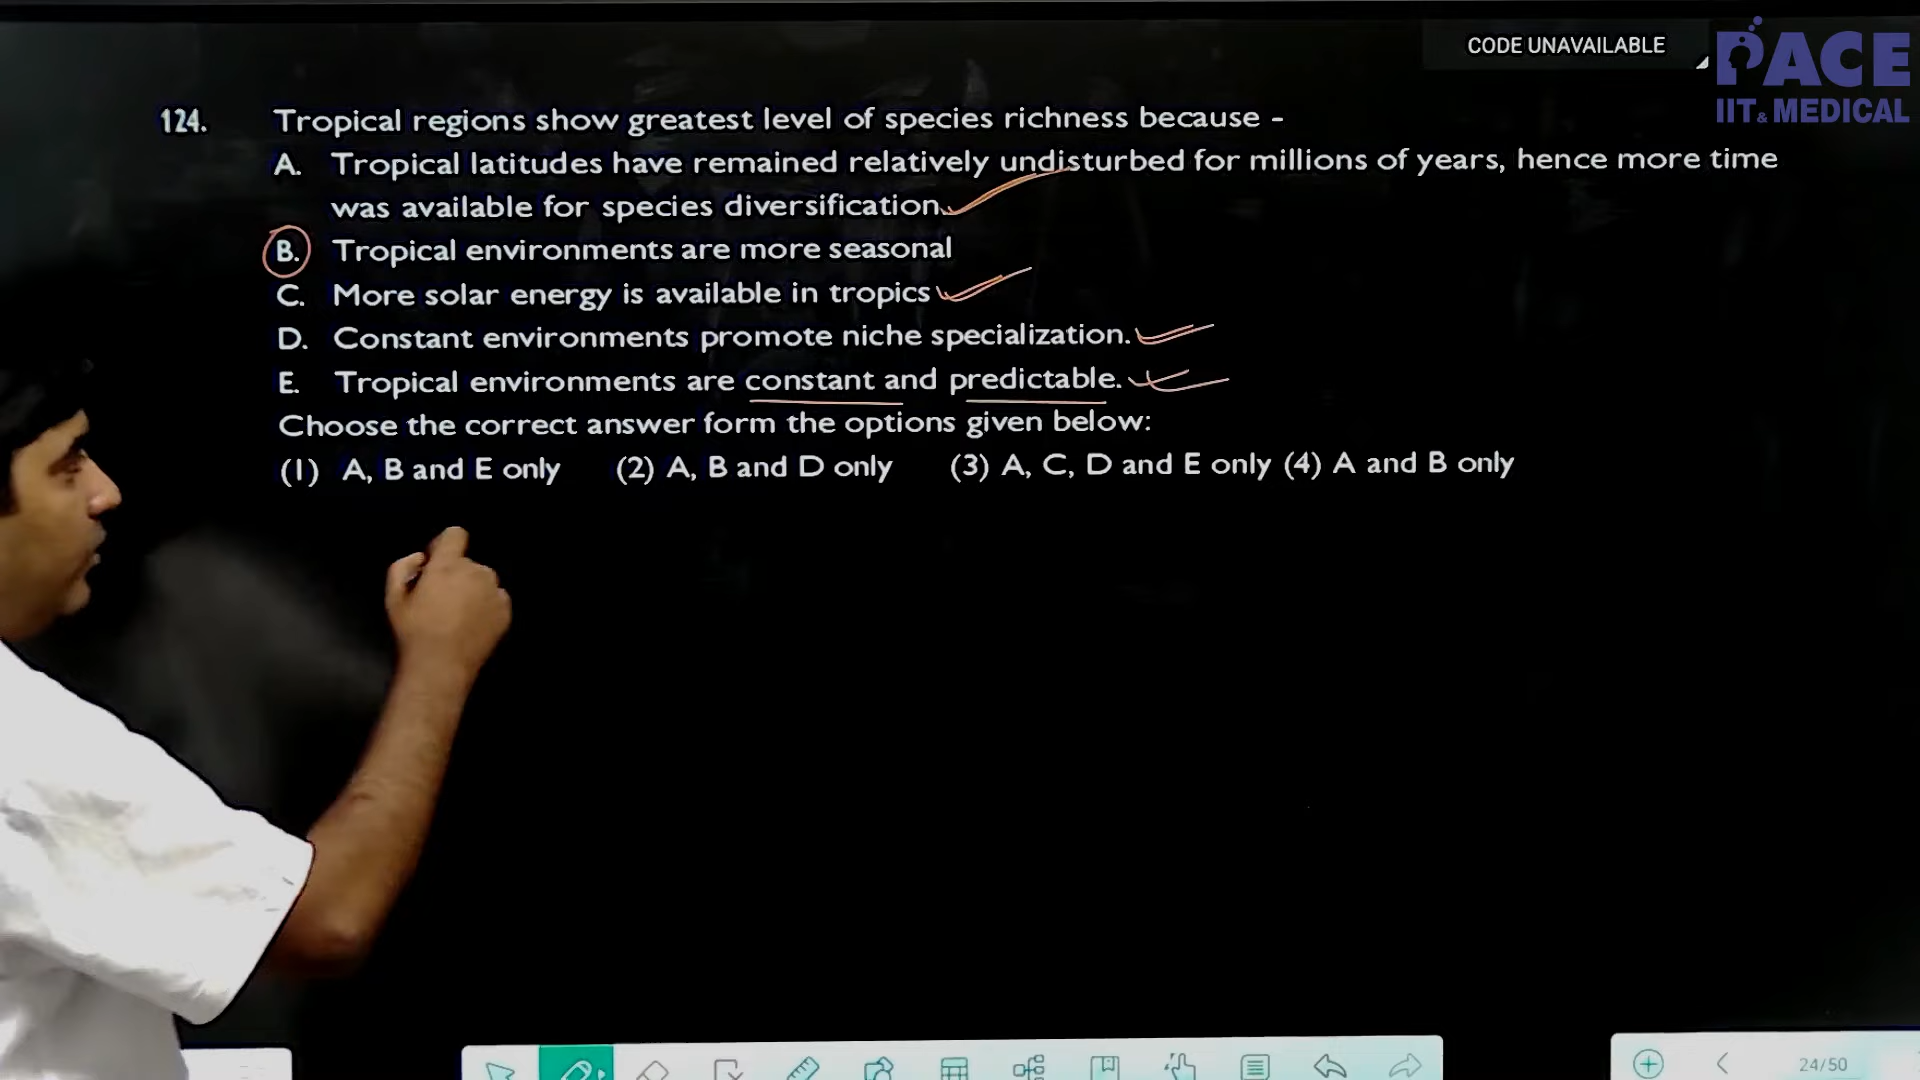 CODE UNAVAILABLE
PACE
IIT & MEDICAL
124. Tropical regions show greatest level of species richness because -
A. Tropical latitudes have remained relatively undisturbed for millions of years, hence more time
was available for species diversification.
B. Tropical environments are more seasonal
C. More solar energy is available in tropics
D. Constant environments promote niche specialization.
E. Tropical environments are constant and predictable.
Choose the correct answer form the options given below:
(1) A, B and E only (2) A, B and D only (3) A, C, D and E only (4) A and B only
24/50